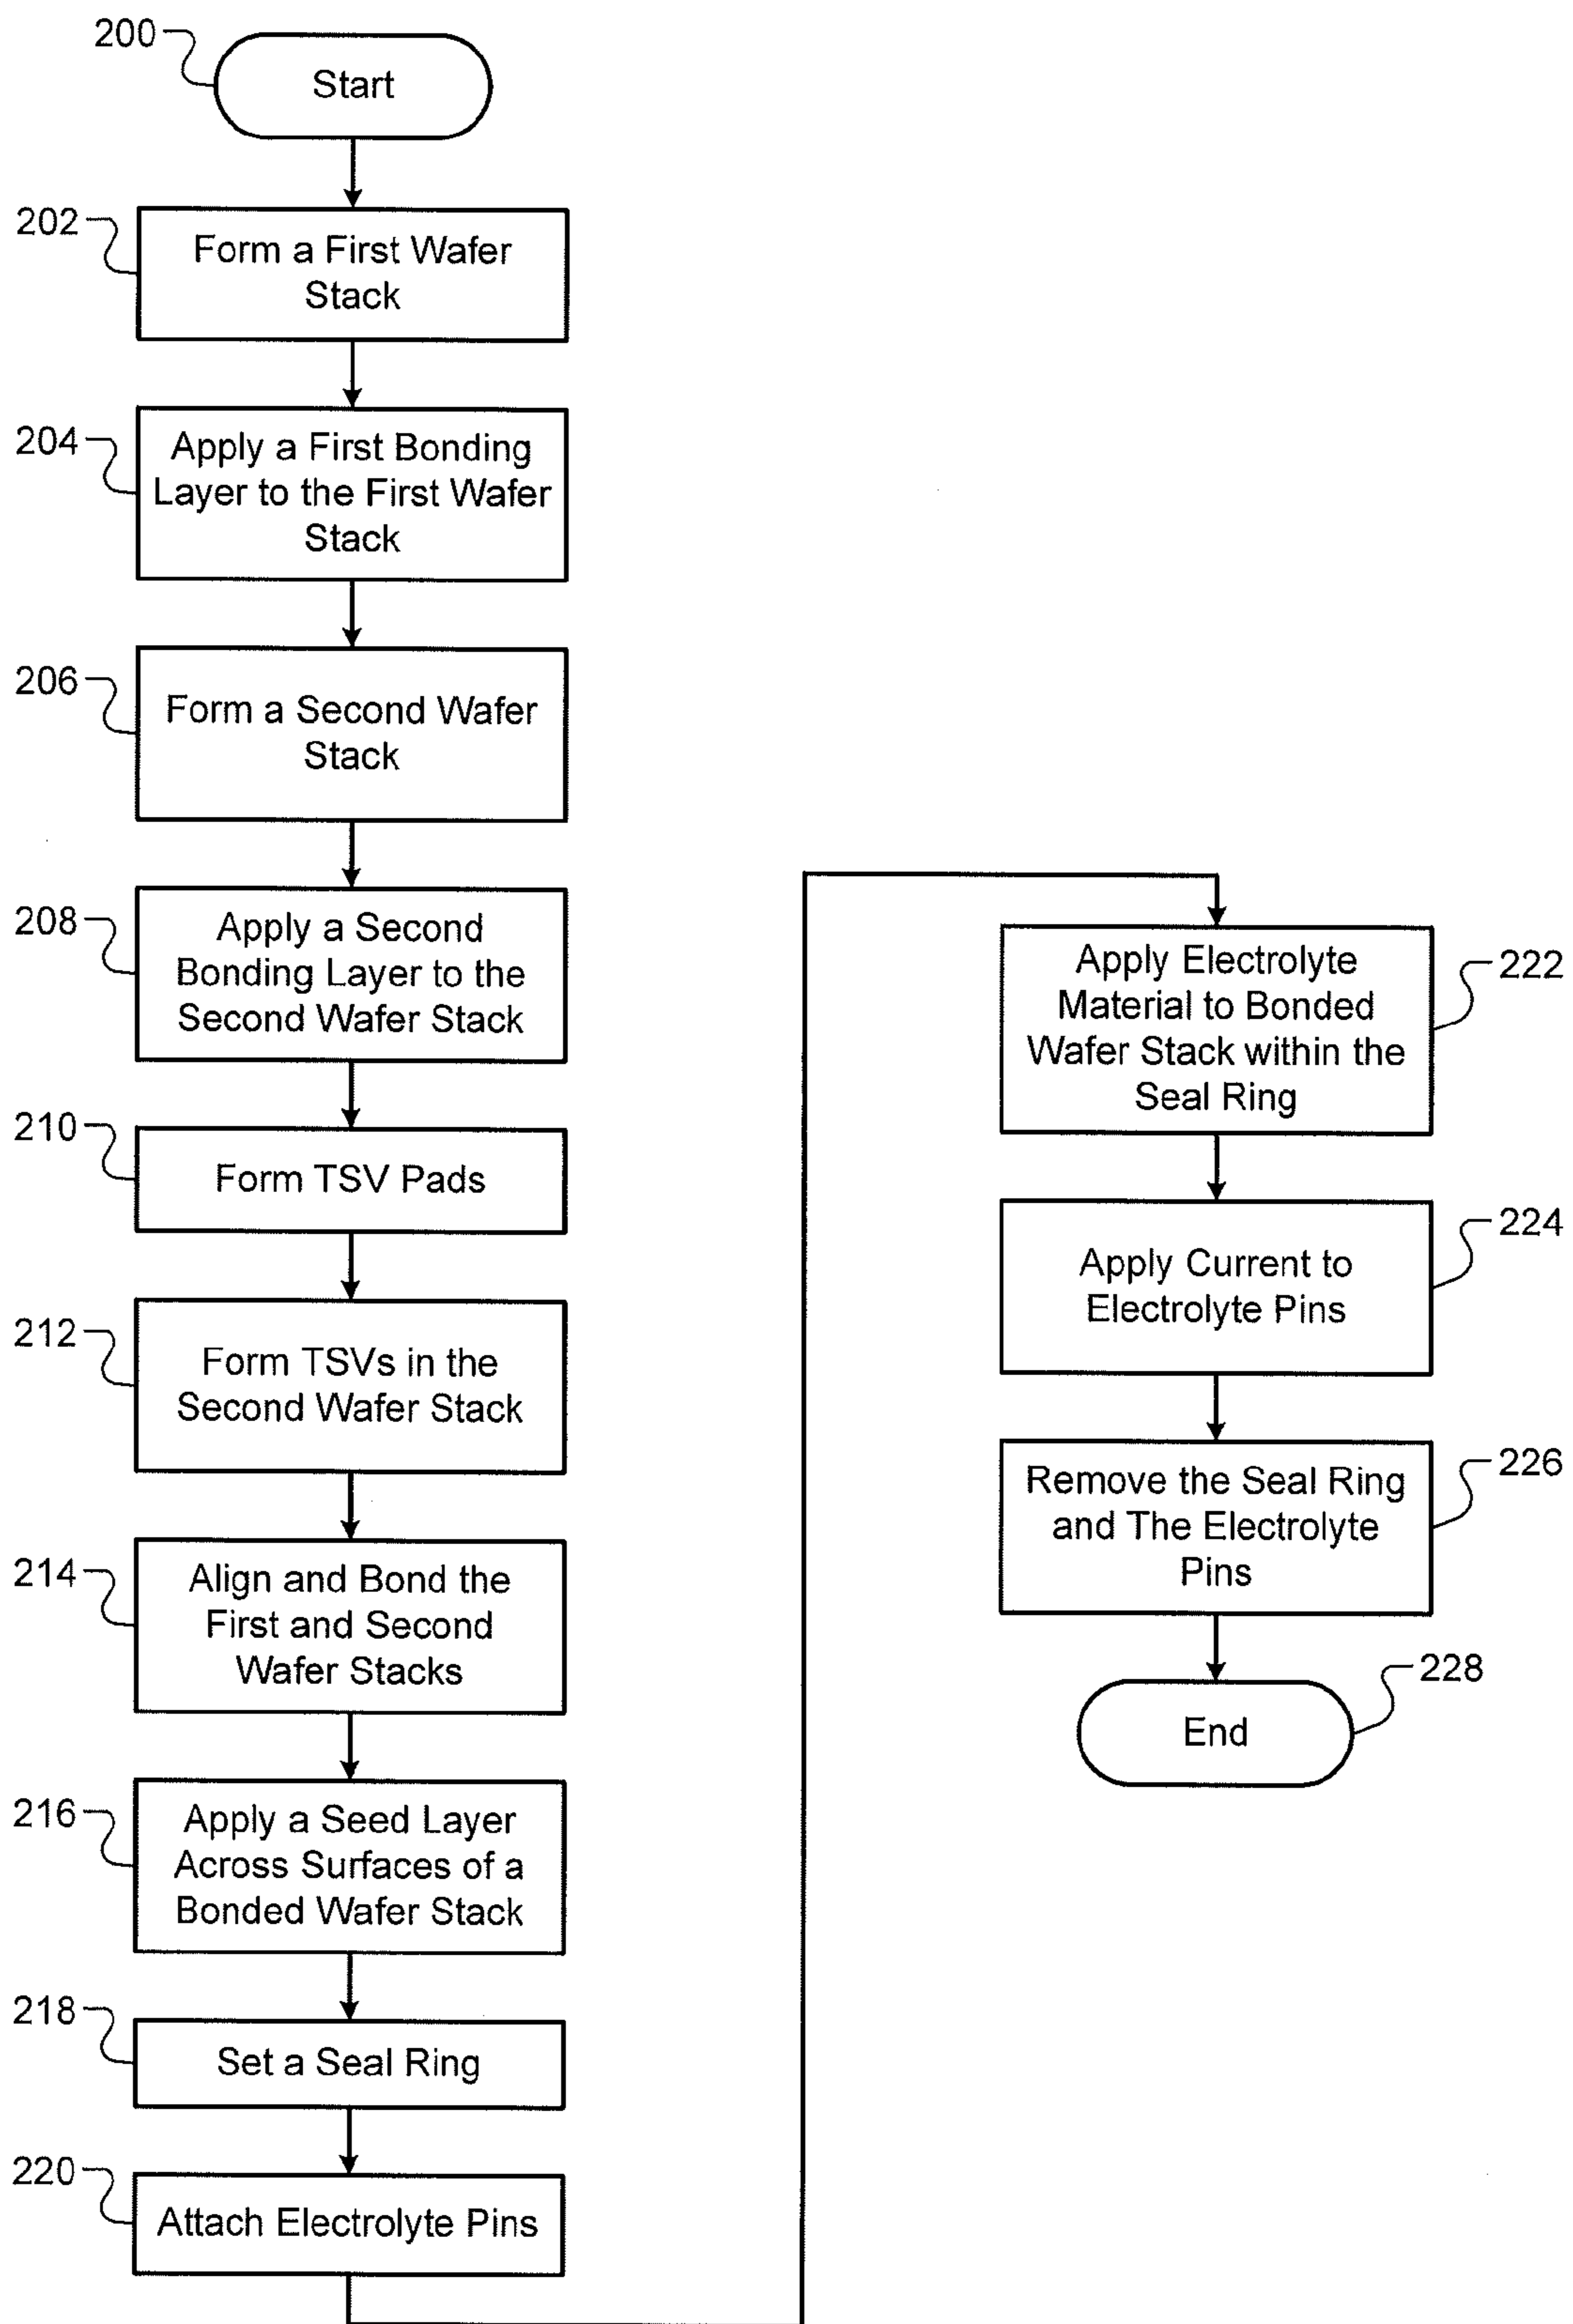 200
Start
202
Form a First Wafer
Stack
204
Apply a First Bonding
Layer to the First Wafer
Stack
206
Form a Second Wafer
Stack
208
Apply a Second
Bonding Layer to the
Second Wafer Stack
210
Form TSV Pads
212
Form TSVs in the
Second Wafer Stack
214
Align and Bond the
First and Second
Wafer Stacks
216
Apply a Seed Layer
Across Surfaces of a
Bonded Wafer Stack
218
Set a Seal Ring
220
Attach Electrolyte Pins
Apply Electrolyte
Material to Bonded
Wafer Stack within the
Seal Ring
222
Apply Current to
Electrolyte Pins
224
Remove the Seal Ring
and The Electrolyte
Pins
226
End
228